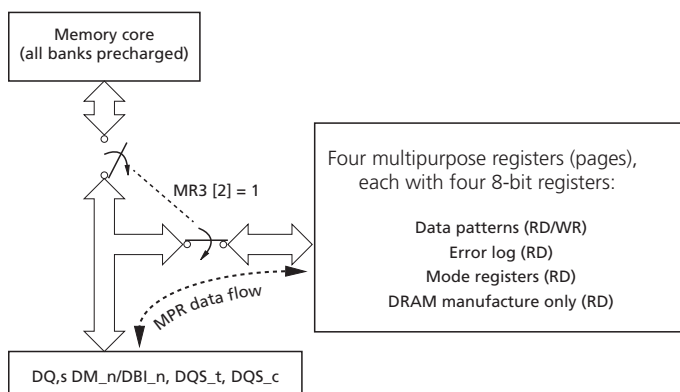 Memory core
(all banks precharged)
MR3 [2] = 1
Four multipurpose registers (pages),
each with four 8-bit registers:
Data patterns (RD/WR)
Error log (RD)
Mode registers (RD)
DRAM manufacture only (RD)
MPR data flow
DQ,s DM_n/DBI_n, DQS_t, DQS_c